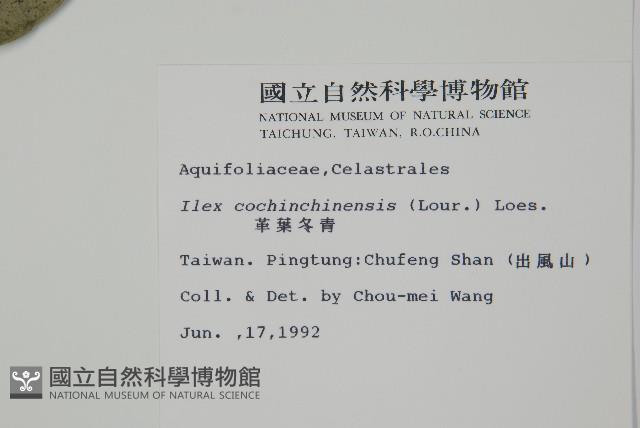 國立自然科學博物館
NATIONAL MUSEUM OF NATURAL SCIENCE
TAICHUNG, TAIWAN, R.O.CHINA
Aquifoliaceae,Celastrales
Ilex cochinchinensis (Lour.) Loes.
革葉冬青
Taiwan. Pingtung:Chufeng Shan (出風山)
Coll. & Det. by Chou-mei Wang
Jun. ,17,1992
國立自然科學博物館
NATIONAL MUSEUM OF NATURAL SCIENCE